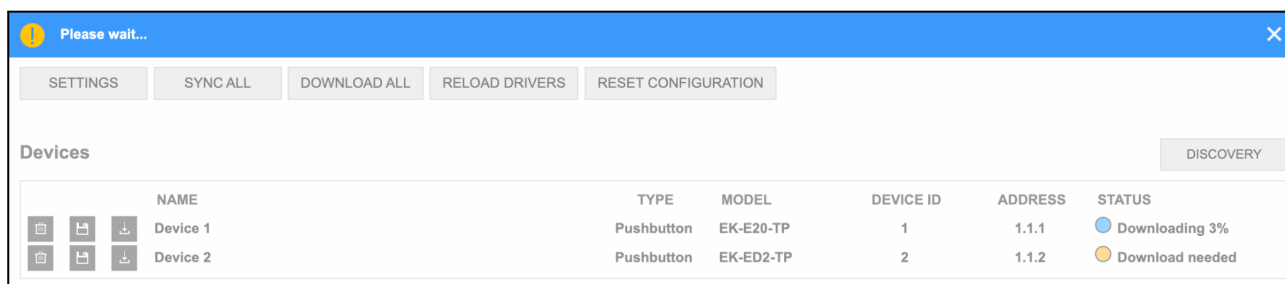 Please wait...
SETTINGS SYNC ALL DOWNLOAD ALL RELOAD DRIVERS RESET CONFIGURATION
Devices
DISCOVERY
NAME TYPE MODEL DEVICE ID ADDRESS STATUS
Device 1 Pushbutton EK-E20-TP 1 1.1.1 Downloading 3%
Device 2 Pushbutton EK-ED2-TP 2 1.1.2 Download needed